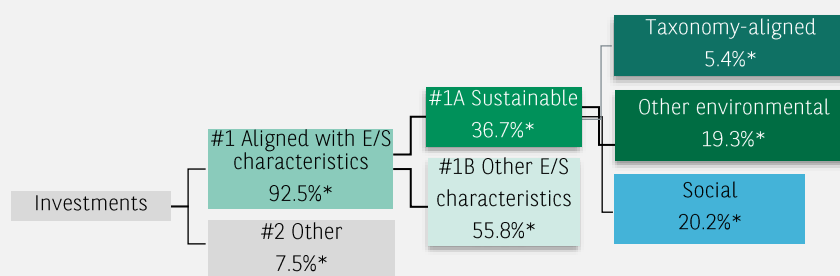 Taxonomy-aligned
5.4%*
#1A Sustainable
36.7%*
Other environmental
19.3%*
#1 Aligned with E/S
characteristics
92.5%*
#1B Other E/S
characteristics
55.8%*
Social
20.2%*
Investments
#2 Other
7.5%*